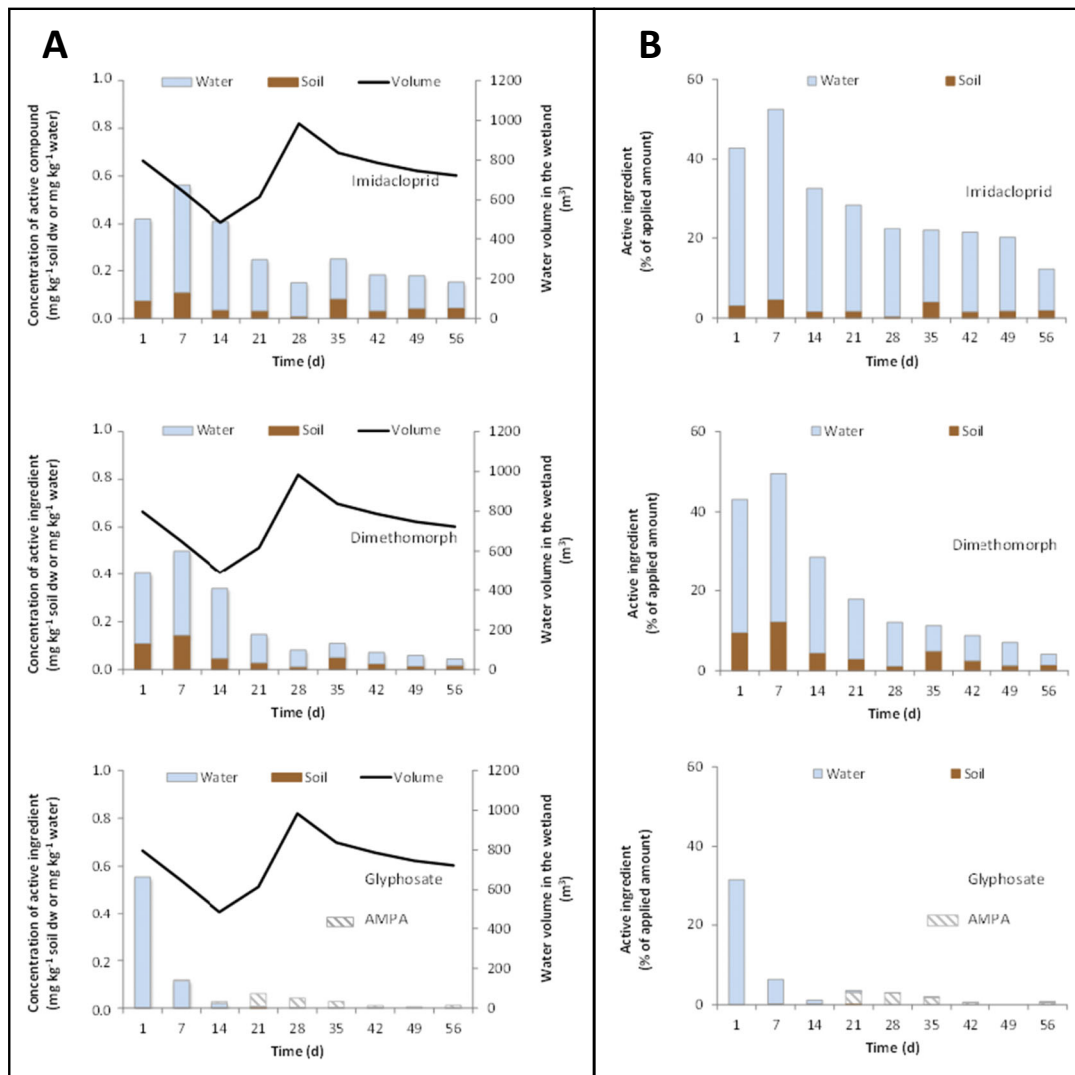 A
Water Soil Volume
Concentration of active compound
(mg kg⁻¹ soil dw or mg kg⁻¹ water)
1.0
0.8
0.6
0.4
0.2
0.0
Imidacloprid
1200
1000
800
600
400
200
0
Water volume in the wetland
(m³)
1 7 14 21 28 35 42 49 56
Time (d)
Water Soil Volume
Concentration of active ingredient
(mg kg⁻¹ soil dw or mg kg⁻¹ water)
1.0
0.8
0.6
0.4
0.2
0.0
Dimethomorph
1200
1000
800
600
400
200
0
Water volume in the wetland
(m³)
1 7 14 21 28 35 42 49 56
Time (d)
Water Soil Volume
Concentration of active ingredient
(mg kg⁻¹ soil dw or mg kg⁻¹ water)
1.0
0.8
0.6
0.4
0.2
0.0
Glyphosate
AMPA
1200
1000
800
600
400
200
0
Water volume in the wetland
(m³)
1 7 14 21 28 35 42 49 56
Time (d)
B
Water Soil
Active ingredient
(% of applied amount)
60
40
20
0
Imidacloprid
1 7 14 21 28 35 42 49 56
Time (d)
Water Soil
Active ingredient
(% of applied amount)
60
40
20
0
Dimethomorph
1 7 14 21 28 35 42 49 56
Time (d)
Water Soil
Active ingredient
(% of applied amount)
60
40
20
0
Glyphosate
AMPA
1 7 14 21 28 35 42 49 56
Time (d)